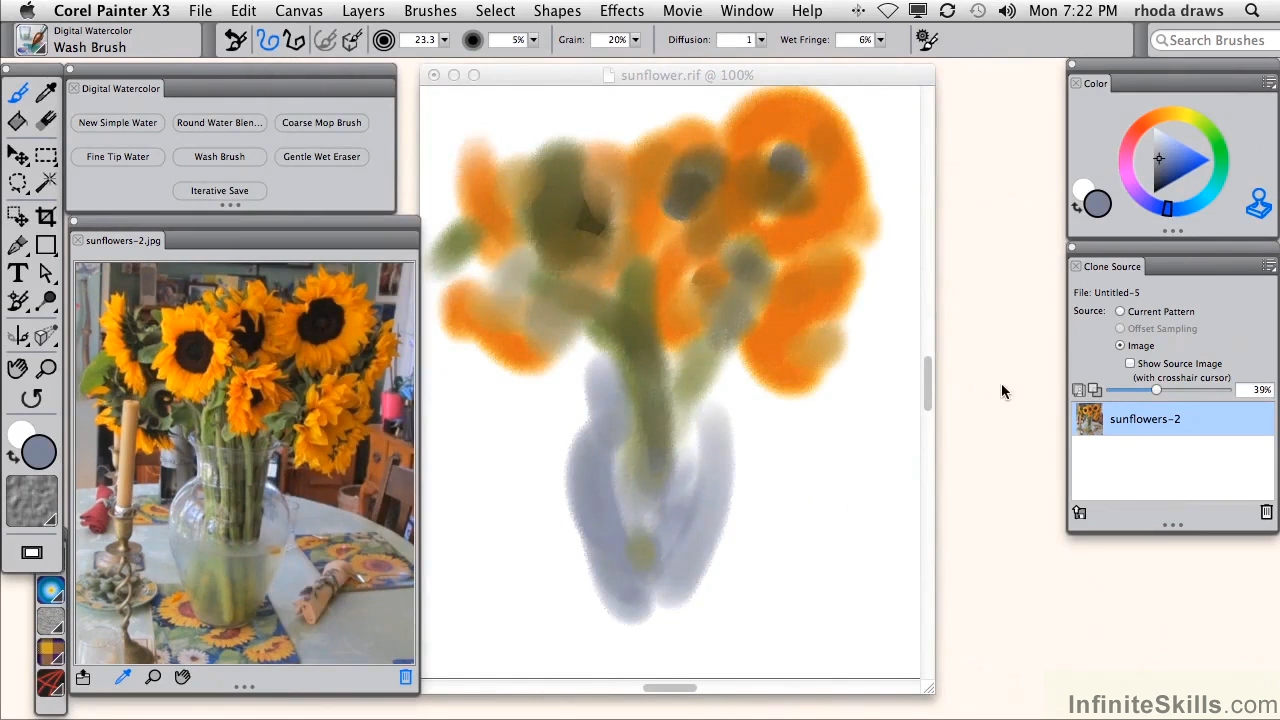 Corel Painter X3 File Edit Canvas Layers Brushes Select Shapes Effects Movie Window Help Mon 7:22 PM rhoda draws
Digital Watercolor
Wash Brush
23.3 5% Grain: 20% Diffusion: 1 Wet Fringe: 6% Search Brushes
Digital Watercolor
New Simple Water Round Water Blen... Coarse Mop Brush
Fine Tip Water Wash Brush Gentle Wet Eraser
Iterative Save
sunflowers-2.jpg
sunflower.rif @ 100%
Color
Clone Source
File: Untitled-5
Source: Current Pattern
Offset Sampling
Image
Show Source Image
(with crosshair cursor)
39%
sunflowers-2
T
InfiniteSkills.com